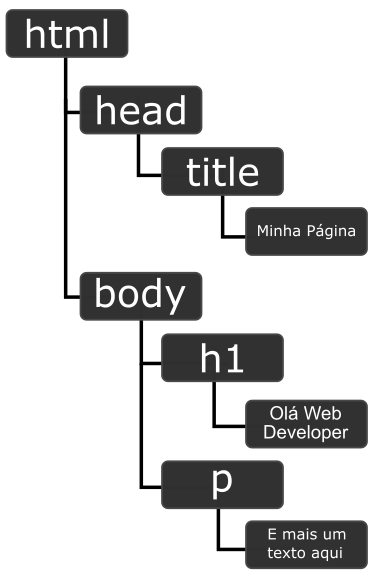 html
head
title
Minha Página
body
h1
Olá Web
Developer
p
E mais um
texto aqui